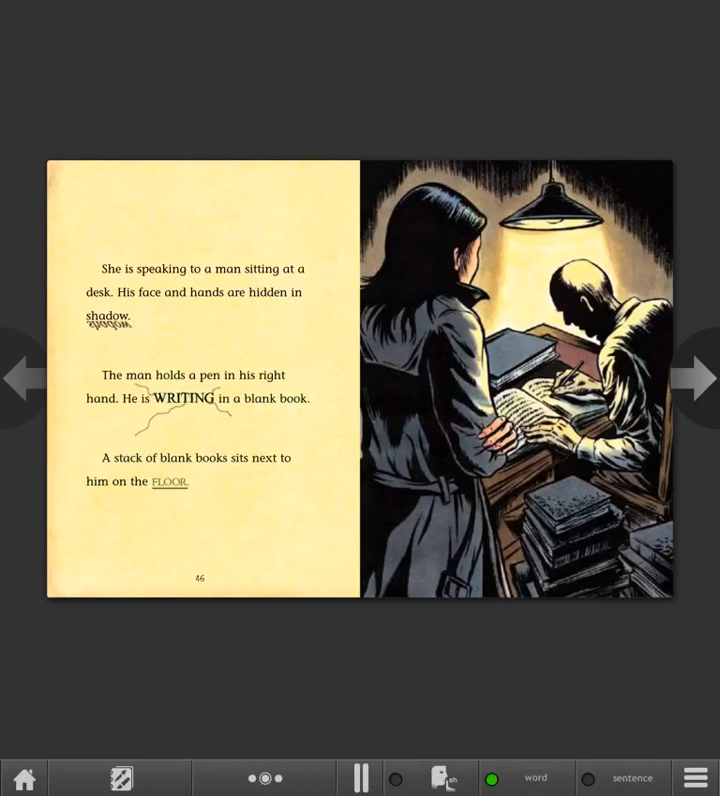 She is speaking to a man sitting at a
desk. His face and hands are hidden in
shadow.
The man holds a pen in his right
hand. He is WRITING in a blank book.
A stack of blank books sits next to
him on the FLOOR.
46
sh
word
sentence